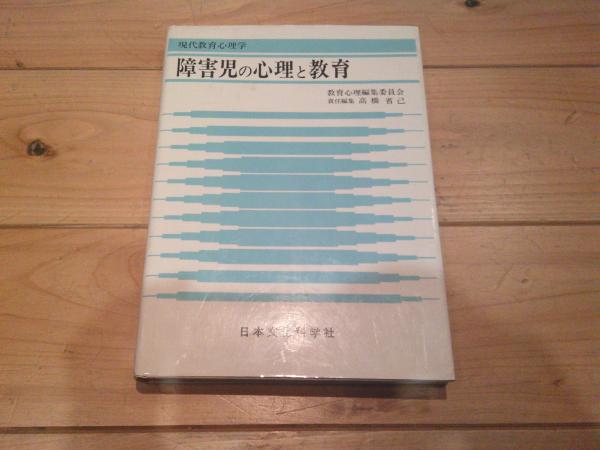 現代教育心理学
障害児の心理と教育
教育心理編集委員会
責任編集 高橋省己
日本文化科学社